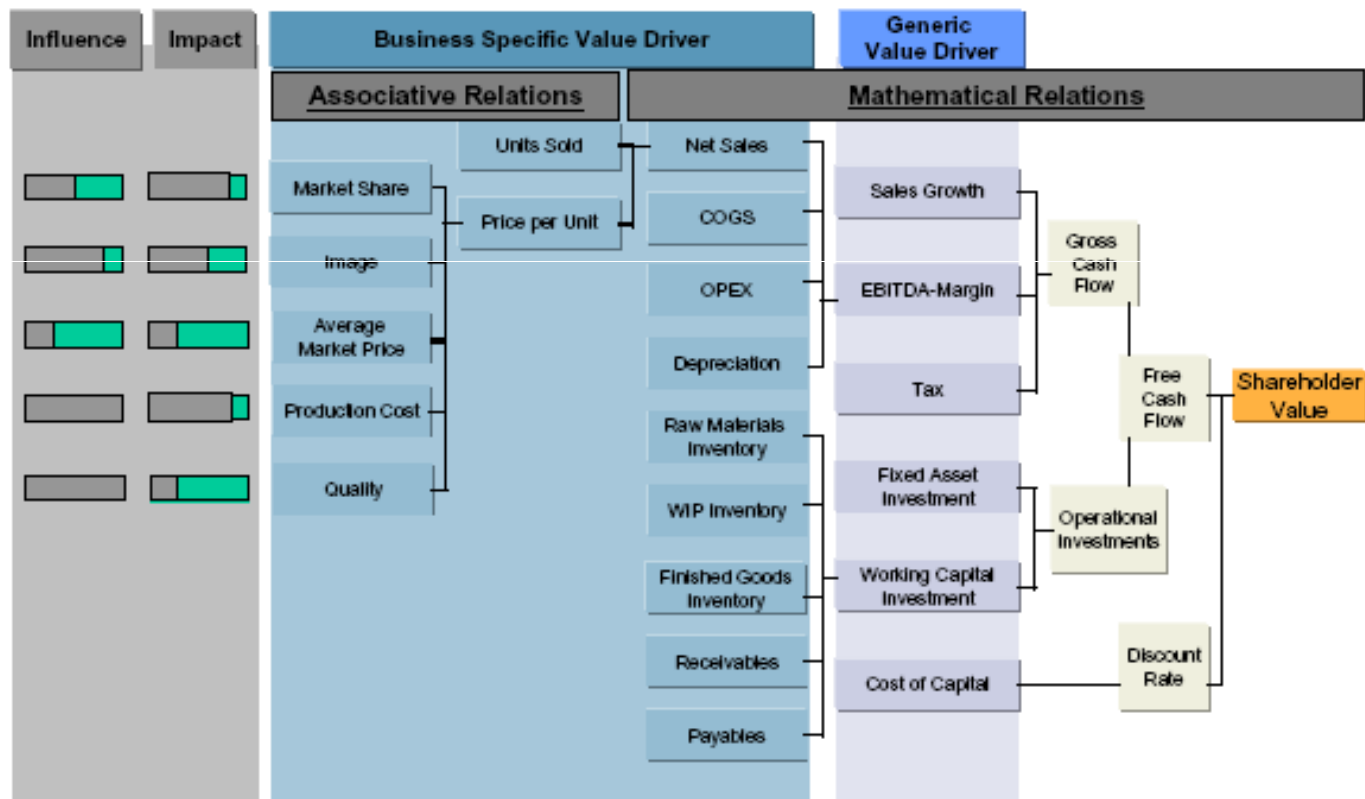 Influence
Impact
Business Specific Value Driver
Generic
Value Driver
Associative Relations
Mathematical Relations
Units Sold
Net Sales
Market Share
Sales Growth
Price per Unit
COGS
Gross
Cash
Flow
Image
OPEX
EBITDA-Margin
Average
Market Price
Depreciation
Tax
Free
Cash
Flow
Shareholder
Value
Production Cost
Raw Materials
Inventory
Quality
WIP Inventory
Fixed Asset
Investment
Operational
Investments
Finished Goods
Inventory
Working Capital
Investment
Receivables
Cost of Capital
Discount
Rate
Payables